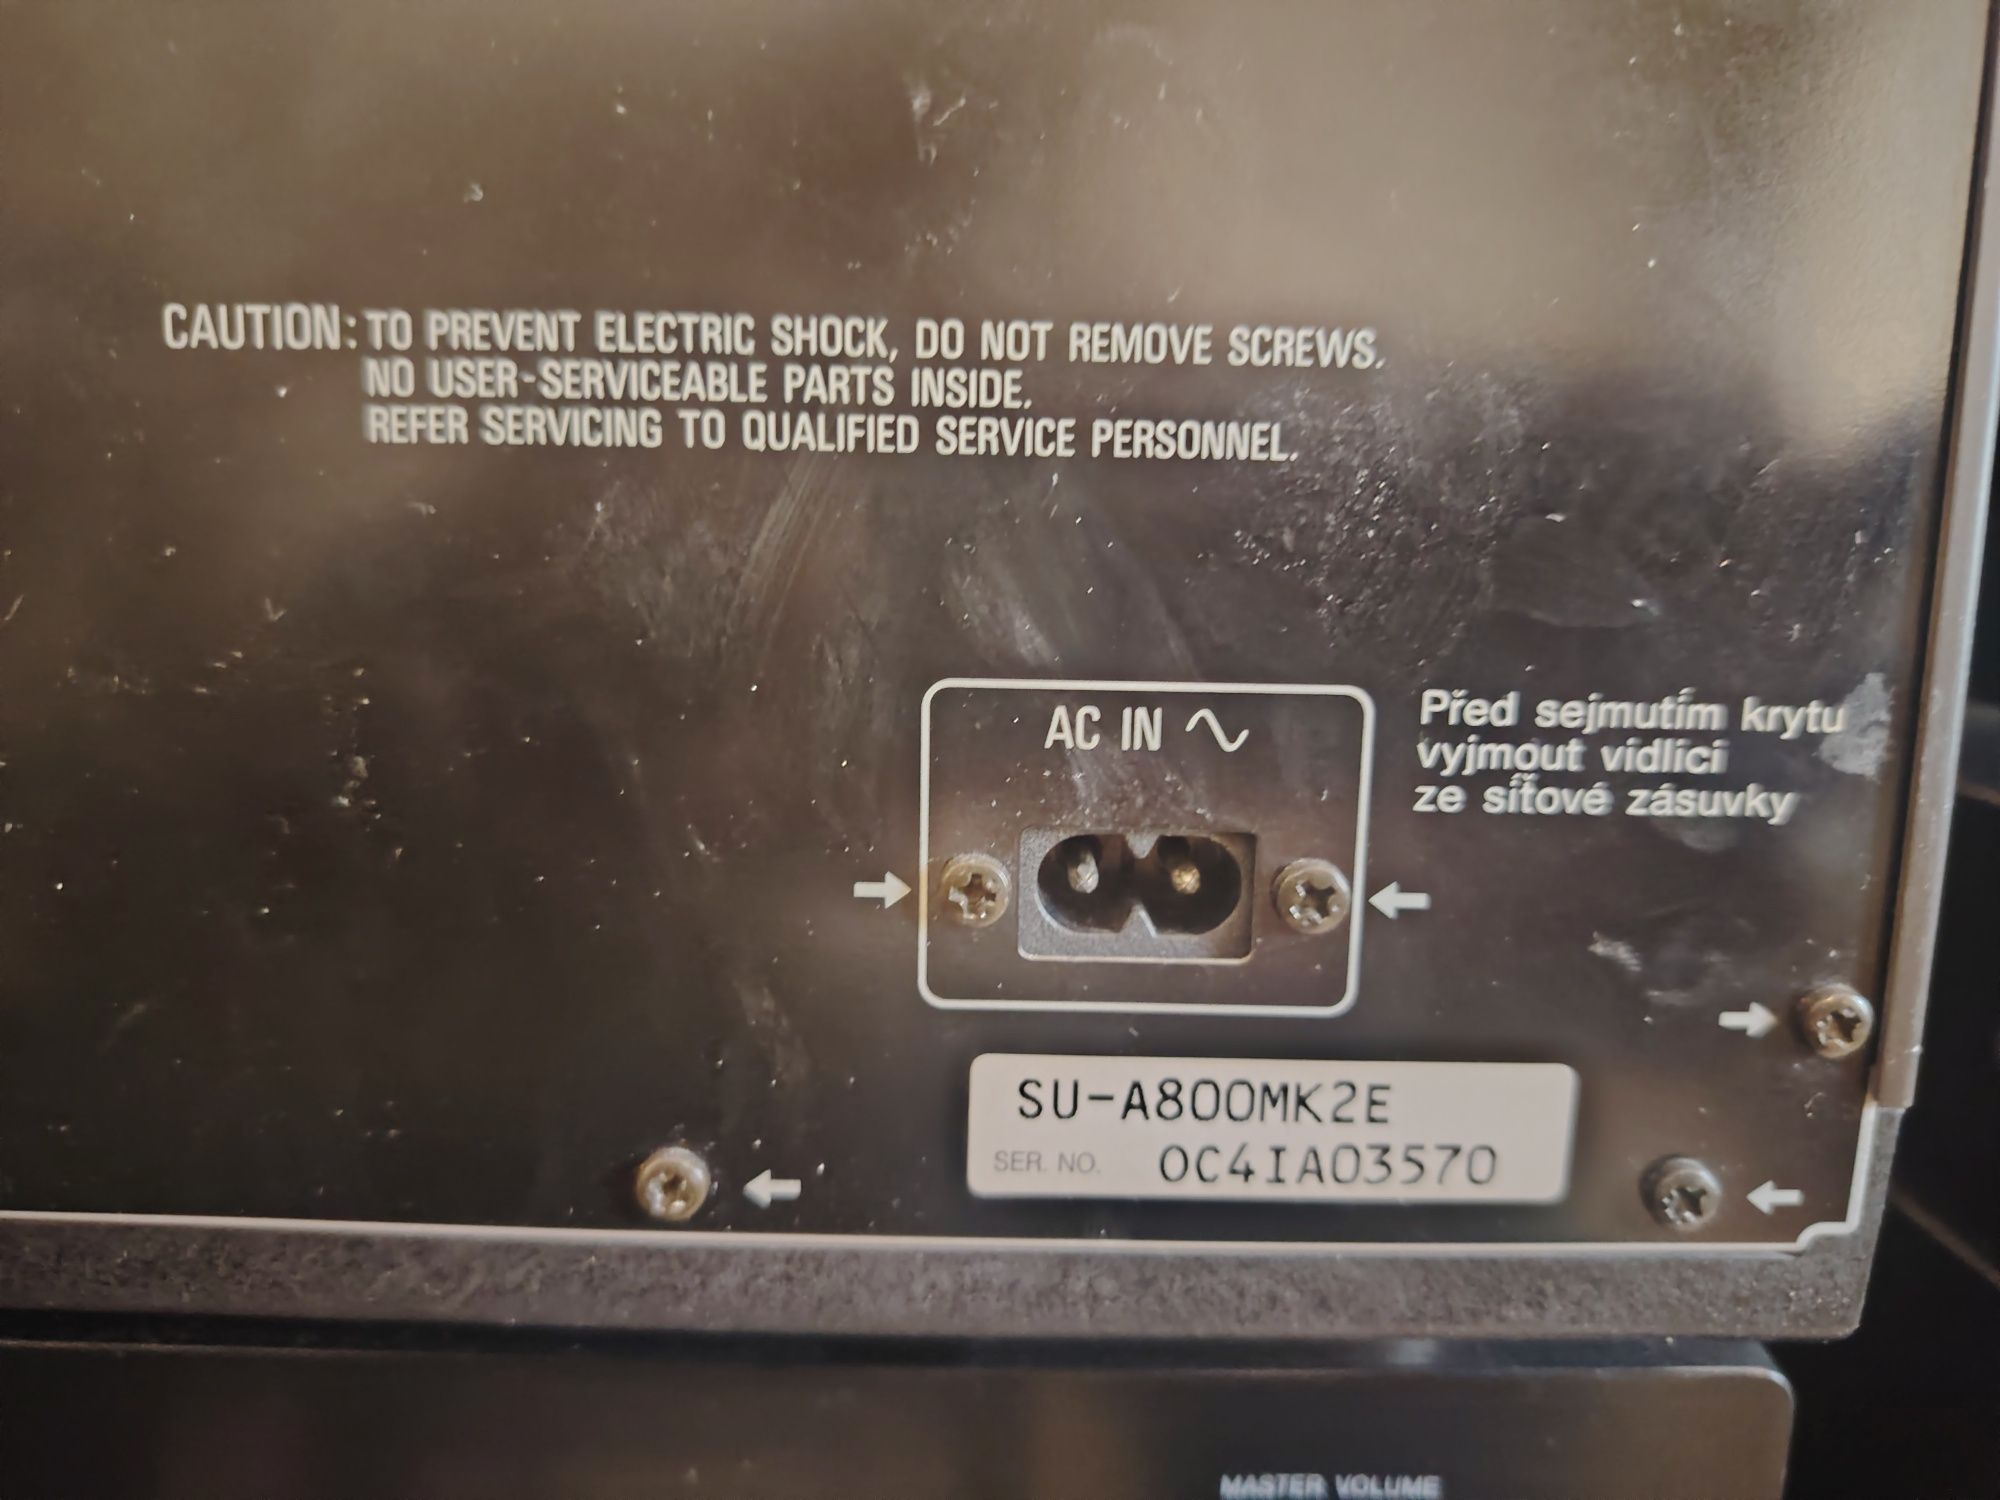 CAUTION: TO PREVENT ELECTRIC SHOCK, DO NOT REMOVE SCREWS.
NO USER-SERVICEABLE PARTS INSIDE.
REFER SERVICING TO QUALIFIED SERVICE PERSONNEL.
AC IN ∿
Před sejmutím krytu
vyjmout vidlici
ze síťové zásuvky
SU-A800MK2E
SER. NO. OC4IA03570
MASTER VOLUME